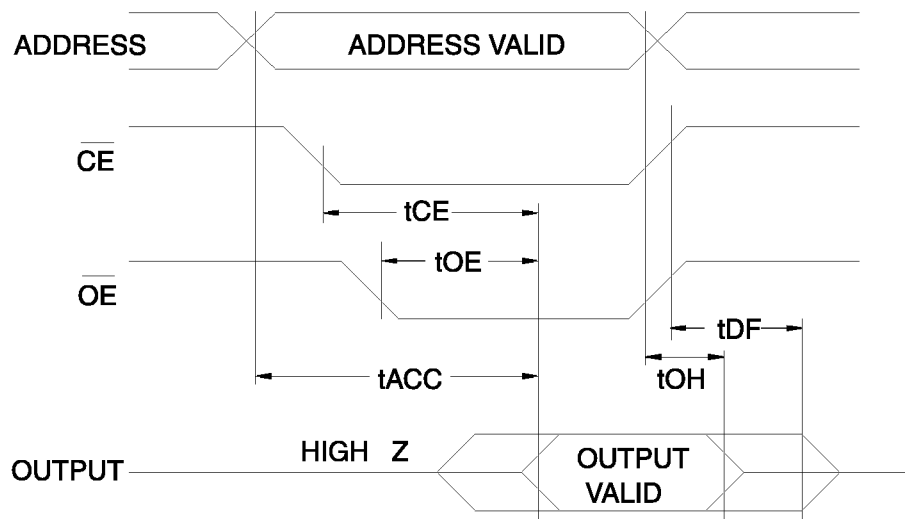 ADDRESS
ADDRESS VALID
CE
tCE
tOE
OE
tDF
tACC
tOH
HIGH Z
OUTPUT
OUTPUT
VALID